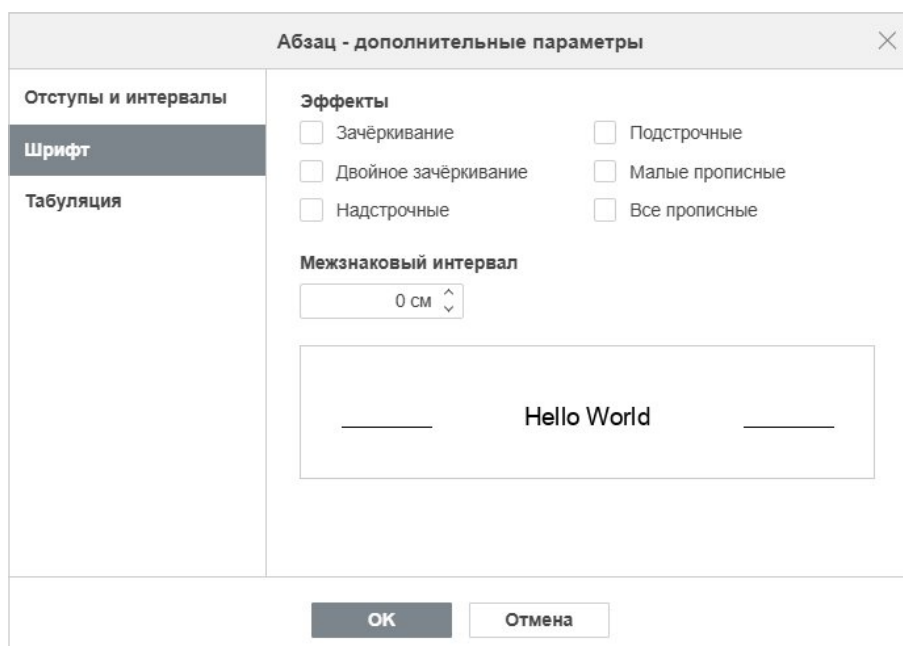 Абзац - дополнительные параметры
Отступы и интервалы
Шрифт
Табуляция
Эффекты
Зачёркивание
Подстрочные
Двойное зачёркивание
Малые прописные
Надстрочные
Все прописные
Межзнаковый интервал
0 см
Hello World
OK
Отмена